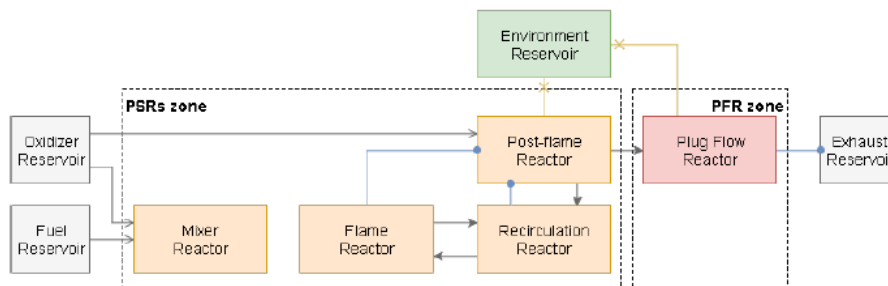 Environment
Reservoir
PSRs zone
PFR zone
Oxidizer
Reservoir
Post-flame
Reactor
Plug Flow
Reactor
Exhaust
Reservoir
Fuel
Reservoir
Mixer
Reactor
Flame
Reactor
Recirculation
Reactor